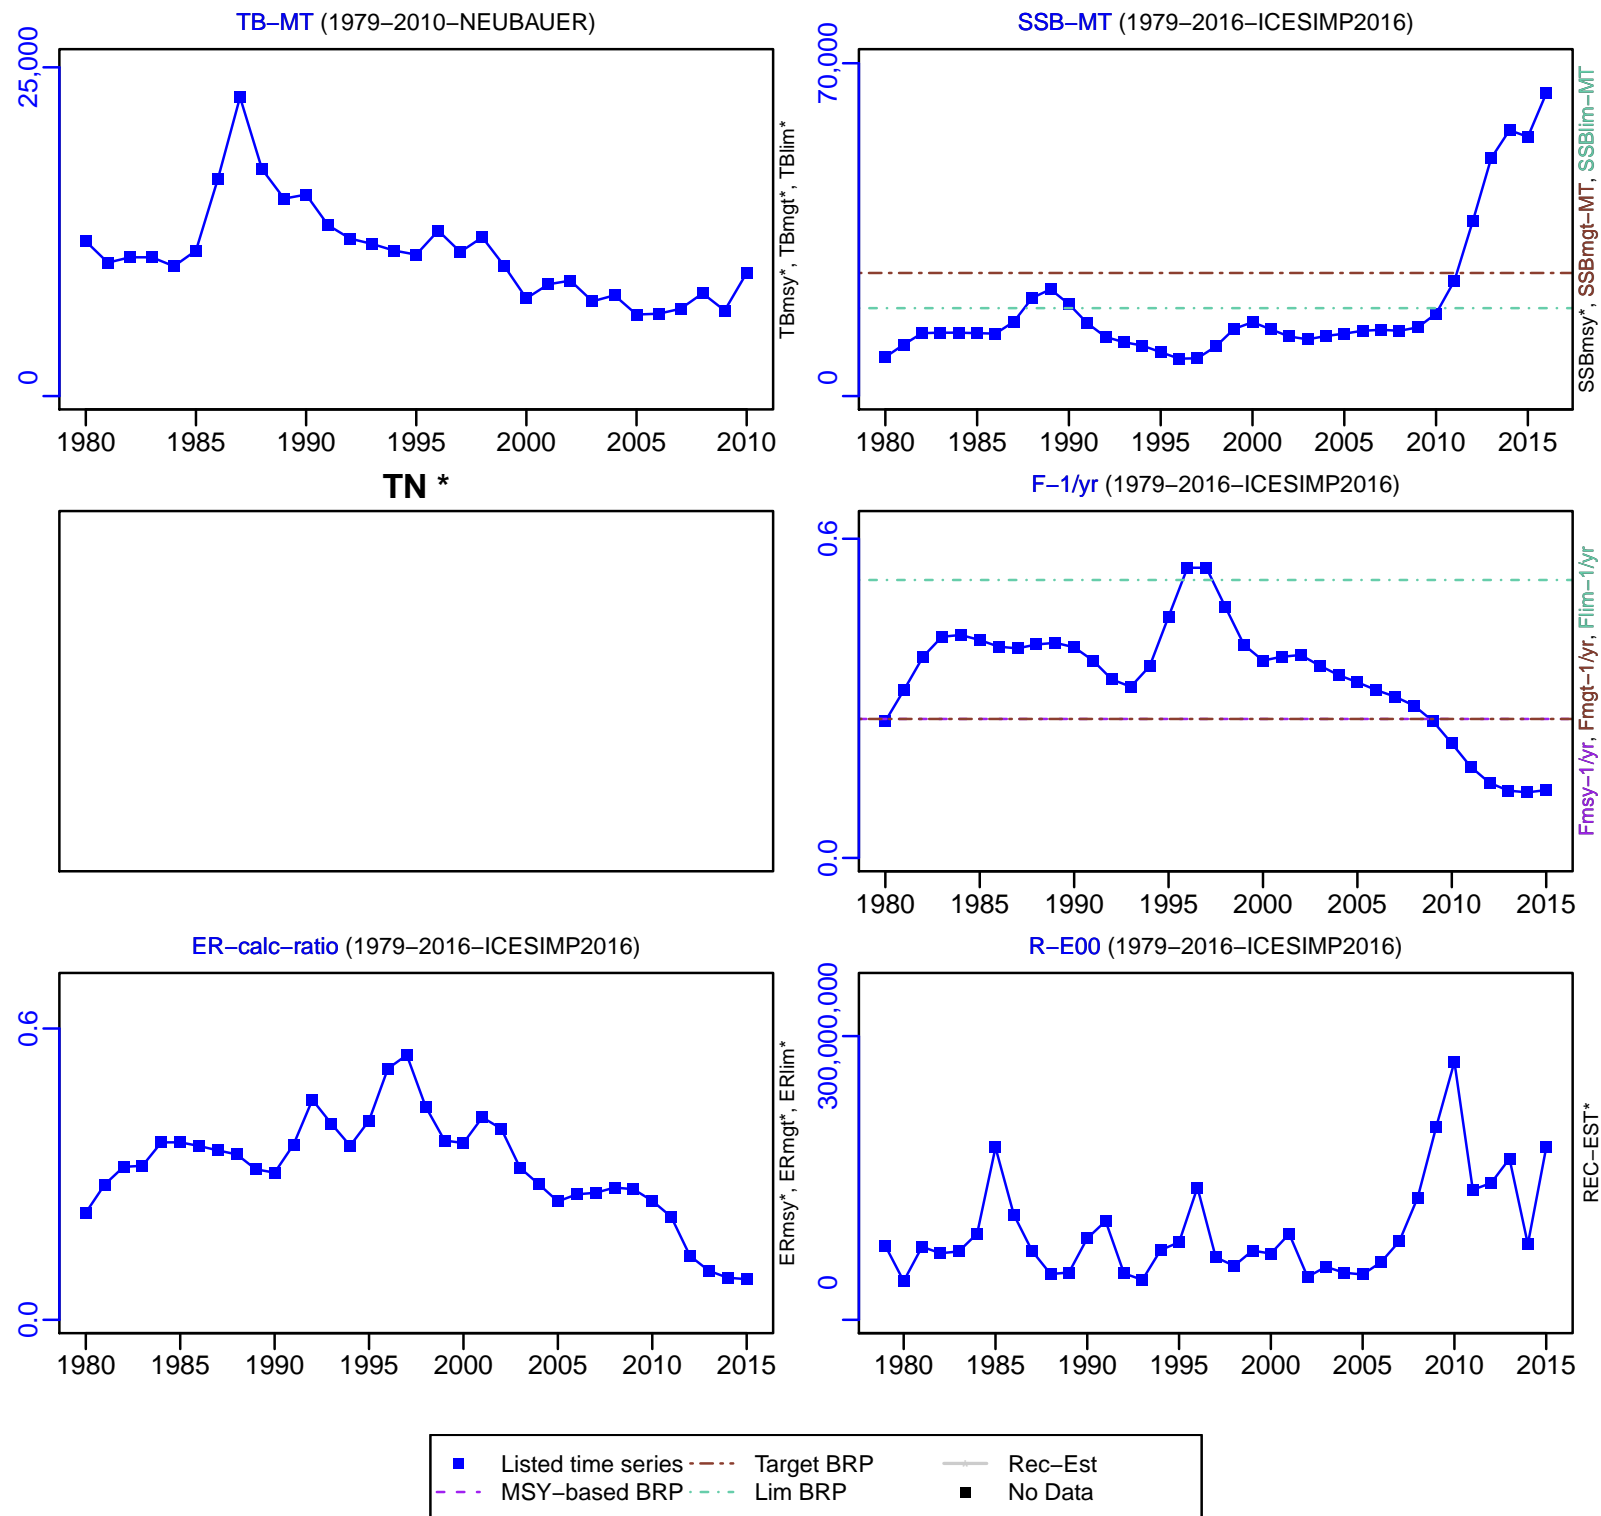 TB−MT (1979−2010−NEUBAUER)
25,000
0
TBmsy*, TBmgt*, TBlim*
1980 1985 1990 1995 2000 2005 2010
SSB−MT (1979−2016−ICESIMP2016)
70,000
0
SSBmsy*, SSBmgt−MT, SSBlim−MT
1980 1985 1990 1995 2000 2005 2010 2015
TN *
F−1/yr (1979−2016−ICESIMP2016)
0.6
0.0
Fmsy−1/yr, Fmgt−1/yr, Flim−1/yr
1980 1985 1990 1995 2000 2005 2010 2015
ER−calc−ratio (1979−2016−ICESIMP2016)
0.6
0.0
ERmsy*, ERmgt*, ERlim*
1980 1985 1990 1995 2000 2005 2010 2015
R−E00 (1979−2016−ICESIMP2016)
300,000,000
0
REC−EST*
1980 1985 1990 1995 2000 2005 2010 2015
Listed time series Target BRP Rec−Est
MSY−based BRP Lim BRP No Data